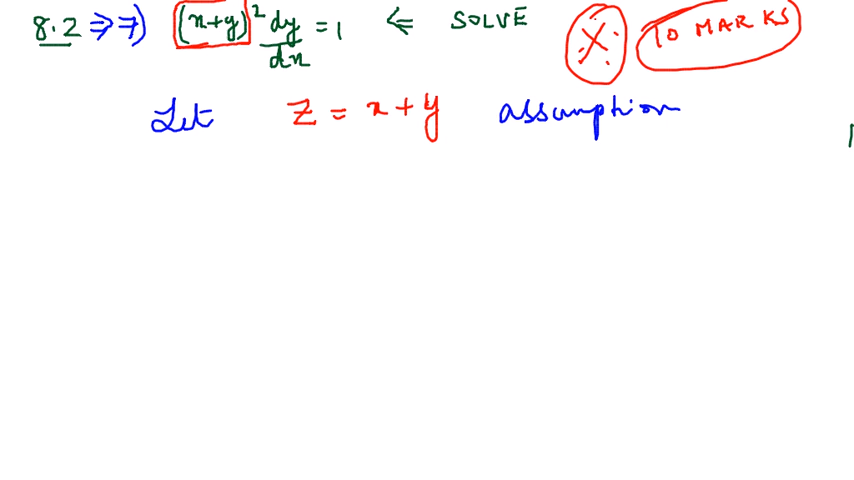 8.2 ⇒⇒ 7) (x+y)² dy/dx = 1 ⇐ SOLVE 10 MARKS
Let Z = x + y assumption